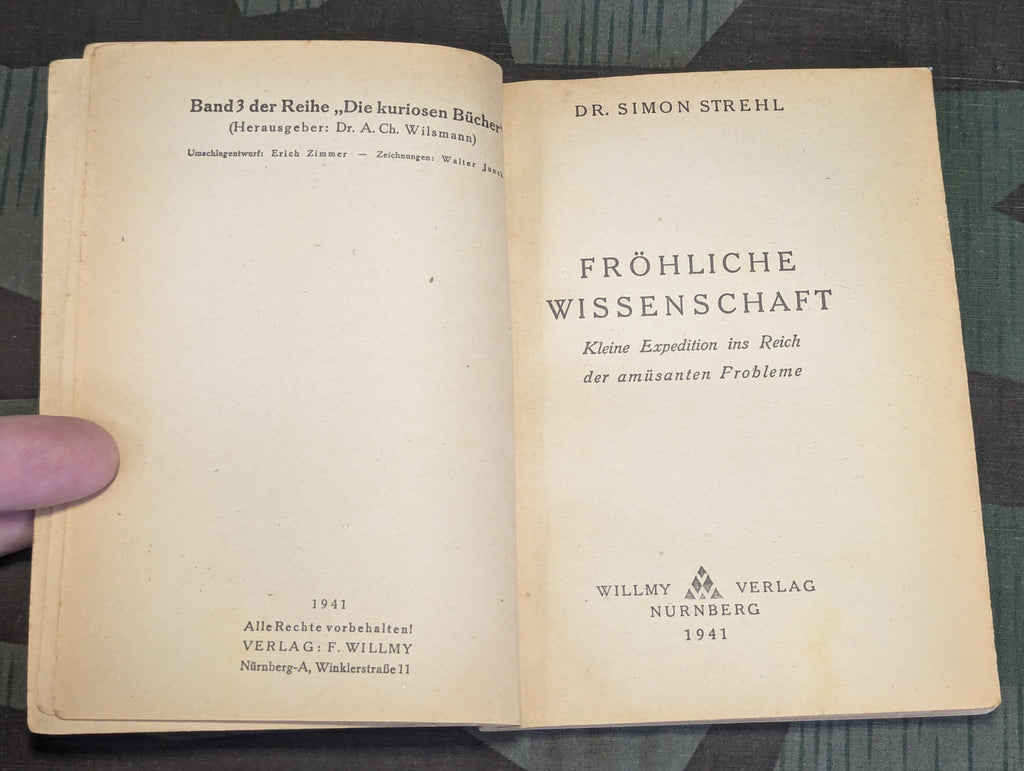 Band 3 der Reihe „Die kuriosen Bücher“
(Herausgeber: Dr. A. Ch. Wilsmann)
Umschlagentwurf: Erich Zimmer — Zeichnungen: Walter
1941
Alle Rechte vorbehalten!
VERLAG: F. WILLMY
Nürnberg-A, Winklerstraße 11
DR. SIMON STREHL
FRÖHLICHE
WISSENSCHAFT
Kleine Expedition ins Reich
der amüsanten Probleme
WILLMY VERLAG
NÜRNBERG
1941